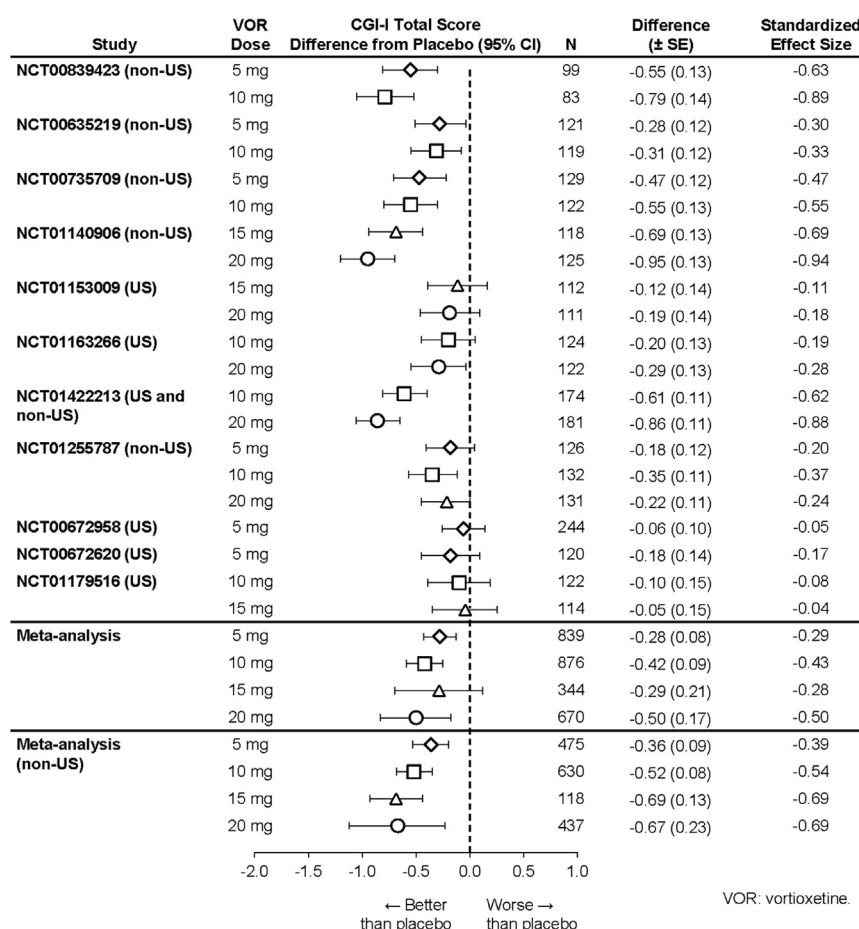 Study VOR Dose CGI-I Total Score Difference from Placebo (95% CI) N Difference (± SE) Standardized Effect Size
NCT00839423 (non-US) 5 mg 99 -0.55 (0.13) -0.63
10 mg 83 -0.79 (0.14) -0.89
NCT00635219 (non-US) 5 mg 121 -0.28 (0.12) -0.30
10 mg 119 -0.31 (0.12) -0.33
NCT00735709 (non-US) 5 mg 129 -0.47 (0.12) -0.47
10 mg 122 -0.55 (0.13) -0.55
NCT01140906 (non-US) 15 mg 118 -0.69 (0.13) -0.69
20 mg 125 -0.95 (0.13) -0.94
NCT01153009 (US) 15 mg 112 -0.12 (0.14) -0.11
20 mg 111 -0.19 (0.14) -0.18
NCT01163266 (US) 10 mg 124 -0.20 (0.13) -0.19
20 mg 122 -0.29 (0.13) -0.28
NCT01422213 (US and non-US) 10 mg 174 -0.61 (0.11) -0.62
20 mg 181 -0.86 (0.11) -0.88
NCT01255787 (non-US) 5 mg 126 -0.18 (0.12) -0.20
10 mg 132 -0.35 (0.11) -0.37
20 mg 131 -0.22 (0.11) -0.24
NCT00672958 (US) 5 mg 244 -0.06 (0.10) -0.05
NCT00672620 (US) 5 mg 120 -0.18 (0.14) -0.17
NCT01179516 (US) 10 mg 122 -0.10 (0.15) -0.08
15 mg 114 -0.05 (0.15) -0.04
Meta-analysis 5 mg 839 -0.28 (0.08) -0.29
10 mg 876 -0.42 (0.09) -0.43
15 mg 344 -0.29 (0.21) -0.28
20 mg 670 -0.50 (0.17) -0.50
Meta-analysis (non-US) 5 mg 475 -0.36 (0.09) -0.39
10 mg 630 -0.52 (0.08) -0.54
15 mg 118 -0.69 (0.13) -0.69
20 mg 437 -0.67 (0.23) -0.69
-2.0 -1.5 -1.0 -0.5 0.0 0.5 1.0
← Better than placebo
Worse → than placebo
VOR: vortioxetine.